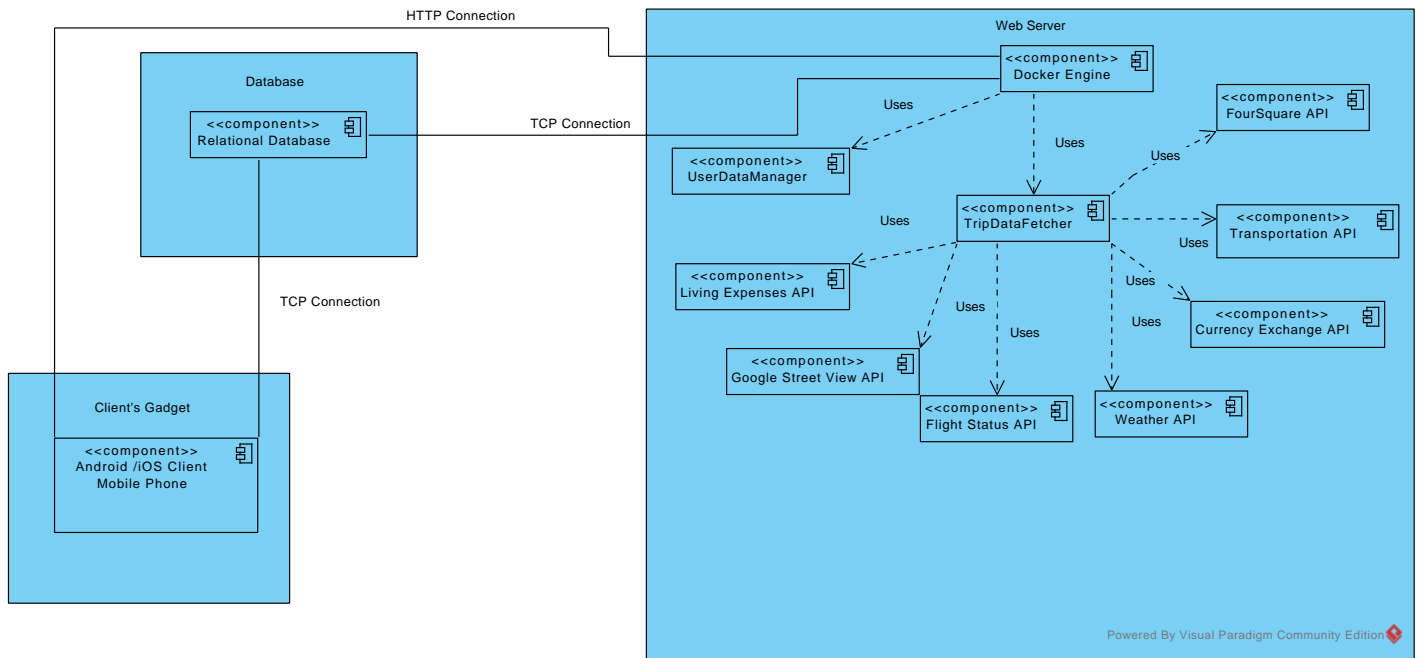 HTTP Connection
Web Server
<<component>>
Docker Engine
Database
<<component>>
FourSquare API
Uses
<<component>>
Relational Database
TCP Connection
Uses
Uses
<<component>>
UserDataManager
<<component>>
TripDataFetcher
<<component>>
Transportation API
Uses
Uses
<<component>>
Living Expenses API
Uses
TCP Connection
Uses
<<component>>
Currency Exchange API
Uses
Uses
<<component>>
Google Street View API
Client's Gadget
<<component>>
Flight Status API
<<component>>
Weather API
<<component>>
Android /iOS Client
Mobile Phone
Powered By Visual Paradigm Community Edition